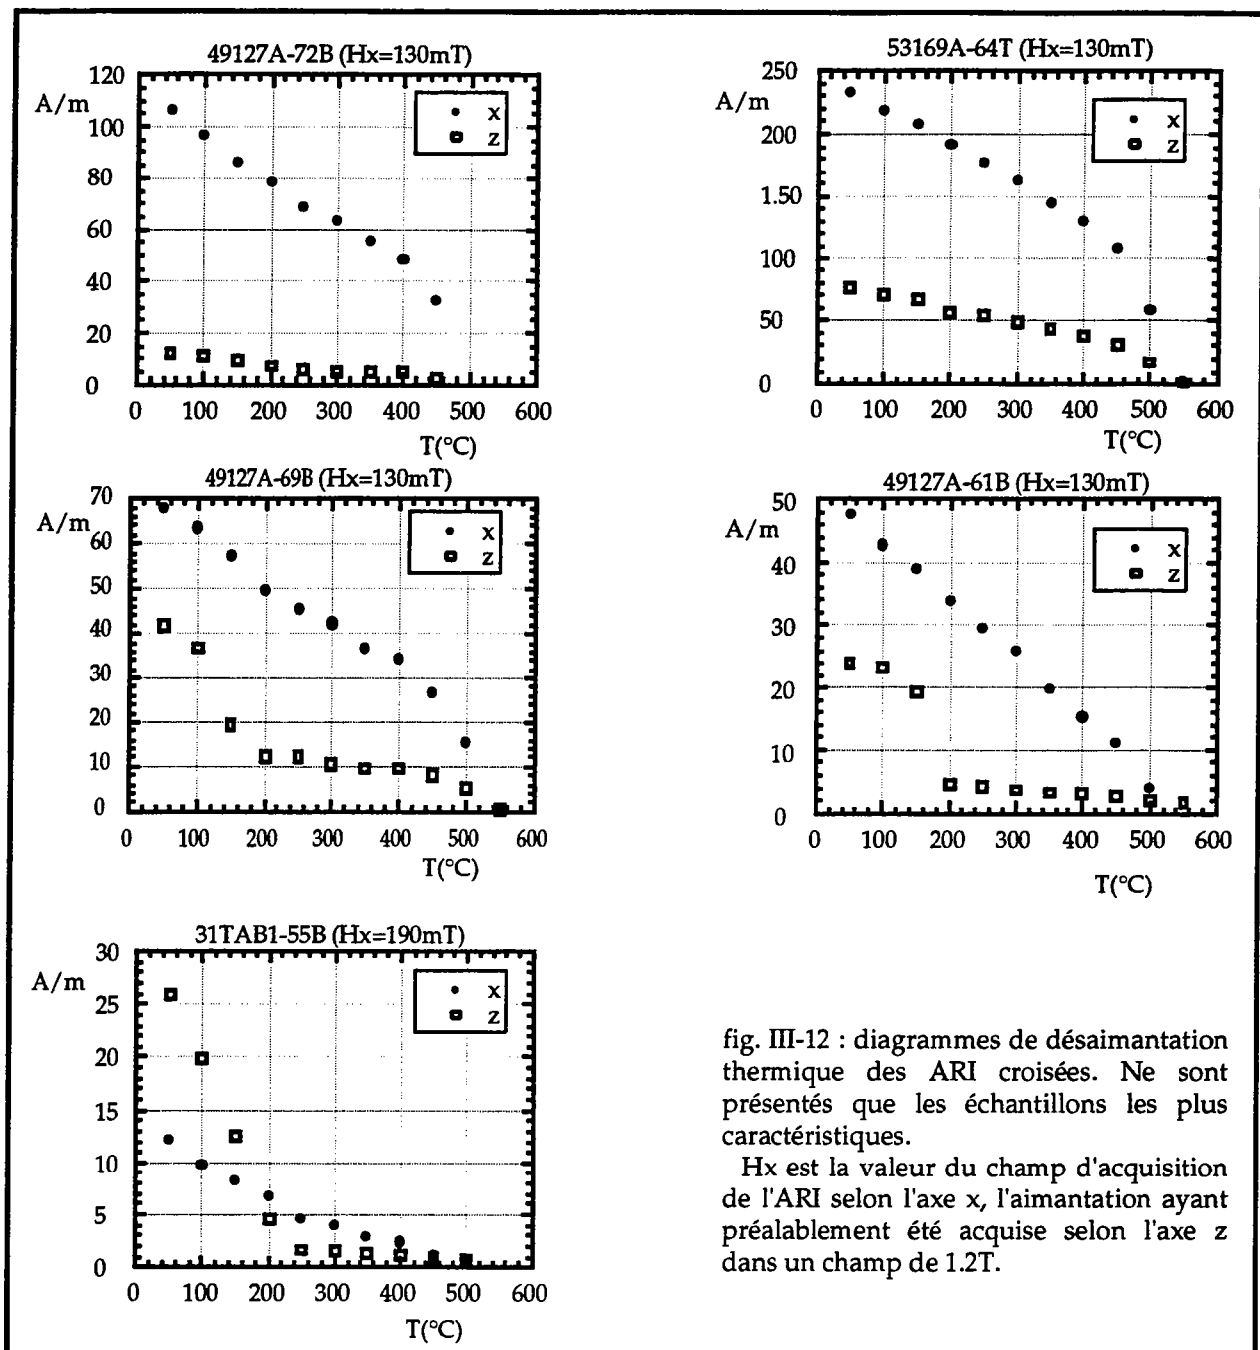 49127A-72B (Hx=130mT)
A/m
120
100
80
60
40
20
0
x
z
0 100 200 300 400 500 600
T(°C)
53169A-64T (Hx=130mT)
A/m
250
200
1.50
100
50
0
x
z
0 100 200 300 400 500 600
T(°C)
49127A-69B (Hx=130mT)
A/m
70
60
50
40
30
20
10
0
x
z
0 100 200 300 400 500 600
T(°C)
49127A-61B (Hx=130mT)
A/m
50
40
30
20
10
0
x
z
0 100 200 300 400 500 600
T(°C)
31TAB1-55B (Hx=190mT)
A/m
30
25
20
15
10
5
0
x
z
0 100 200 300 400 500 600
T(°C)
fig. III-12 : diagrammes de désaimantation
thermique des ARI croisées. Ne sont
présentés que les échantillons les plus
caractéristiques.
Hx est la valeur du champ d'acquisition
de l'ARI selon l'axe x, l'aimantation ayant
préalablement été acquise selon l'axe z
dans un champ de 1.2T.